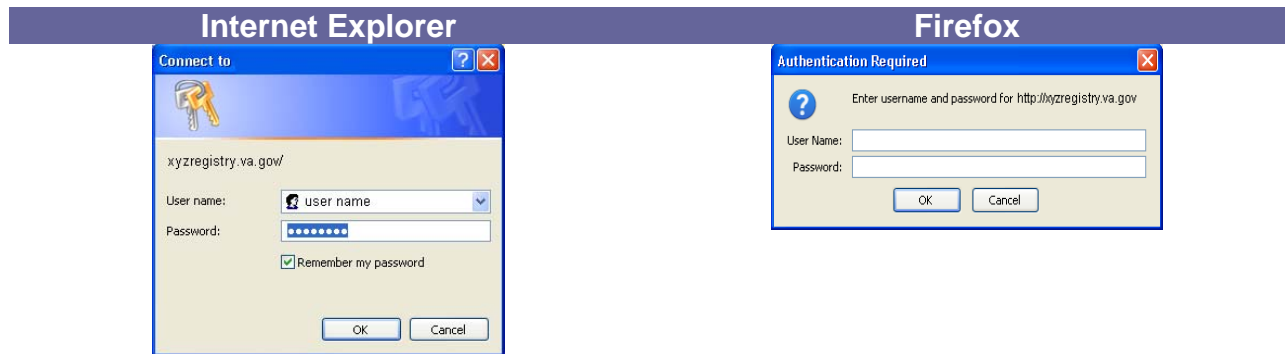 Internet Explorer
Firefox
Connect to
xyzregistry.va.gov/
User name:
user name
Password:
Remember my password
OK
Cancel
Authentication Required
Enter username and password for http://xyzregistry.va.gov
User Name:
Password:
OK
Cancel